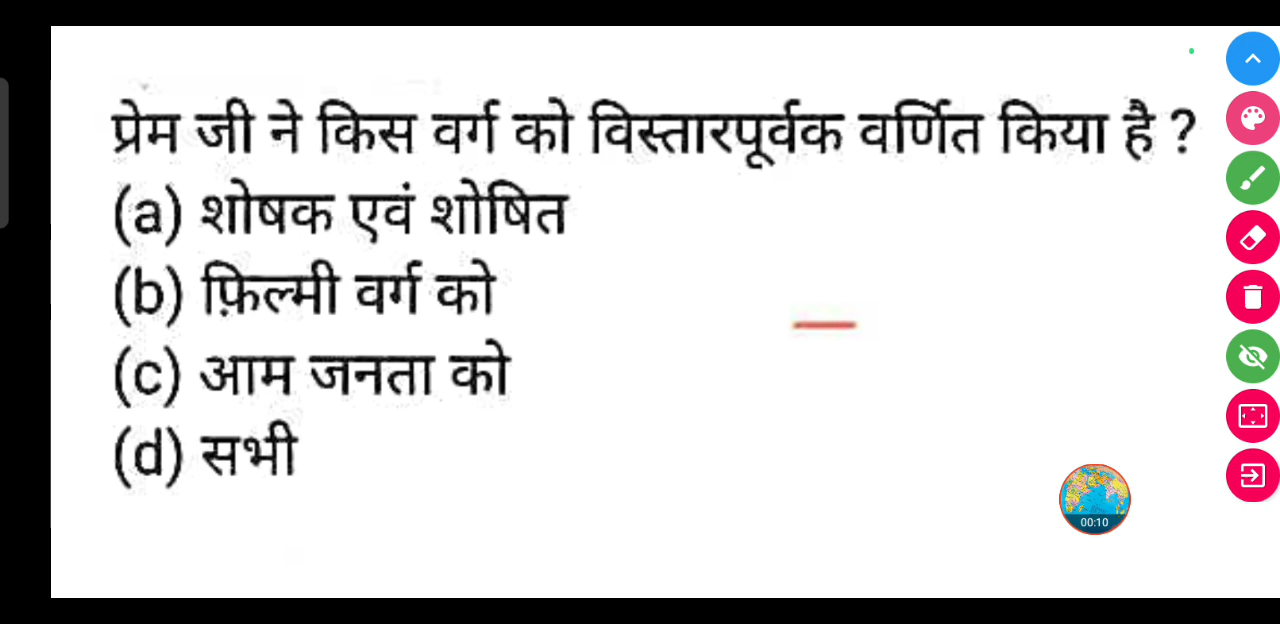 प्रेम जी ने किस वर्ग को विस्तारपूर्वक वर्णित किया है ?
(a) शोषक एवं शोषित
(b) फ़िल्मी वर्ग को
(c) आम जनता को
(d) सभी
00:10